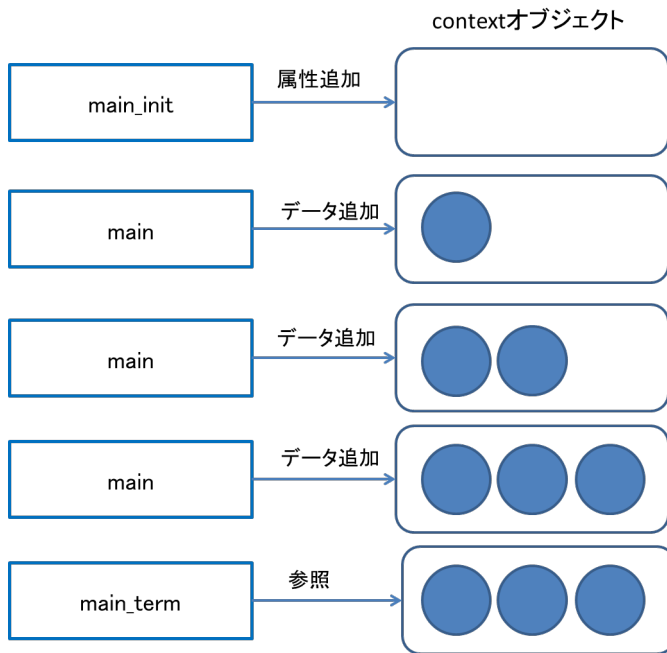 contextオブジェクト
main_init
属性追加
main
データ追加
main
データ追加
main
データ追加
main_term
参照